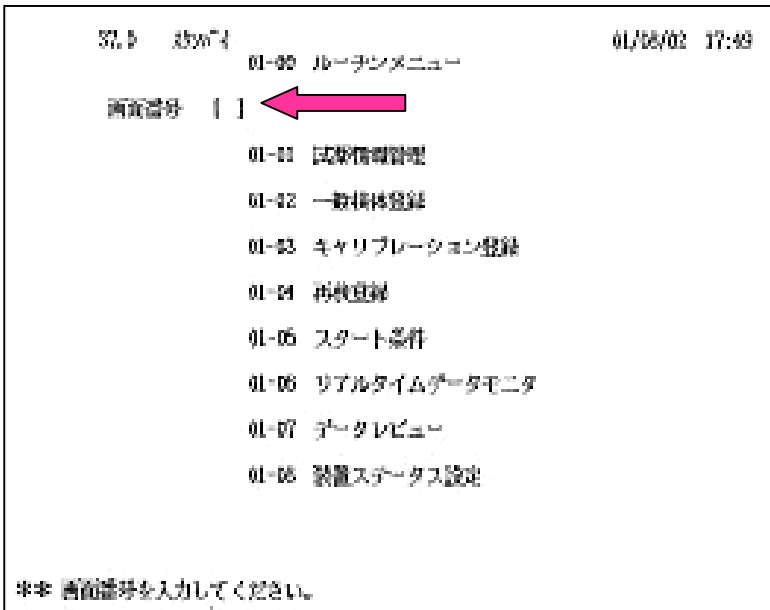 37.0 スタンバイ 01/08/02 17:49
01-00 ルーチンメニュー
画面番号 [ ]
01-01 試薬情報管理
01-02 一般検体登録
01-03 キャリブレーション登録
01-04 再検登録
01-05 スタート条件
01-06 リアルタイムデータモニタ
01-07 データレビュー
01-08 装置ステータス設定
** 画面番号を入力してください。